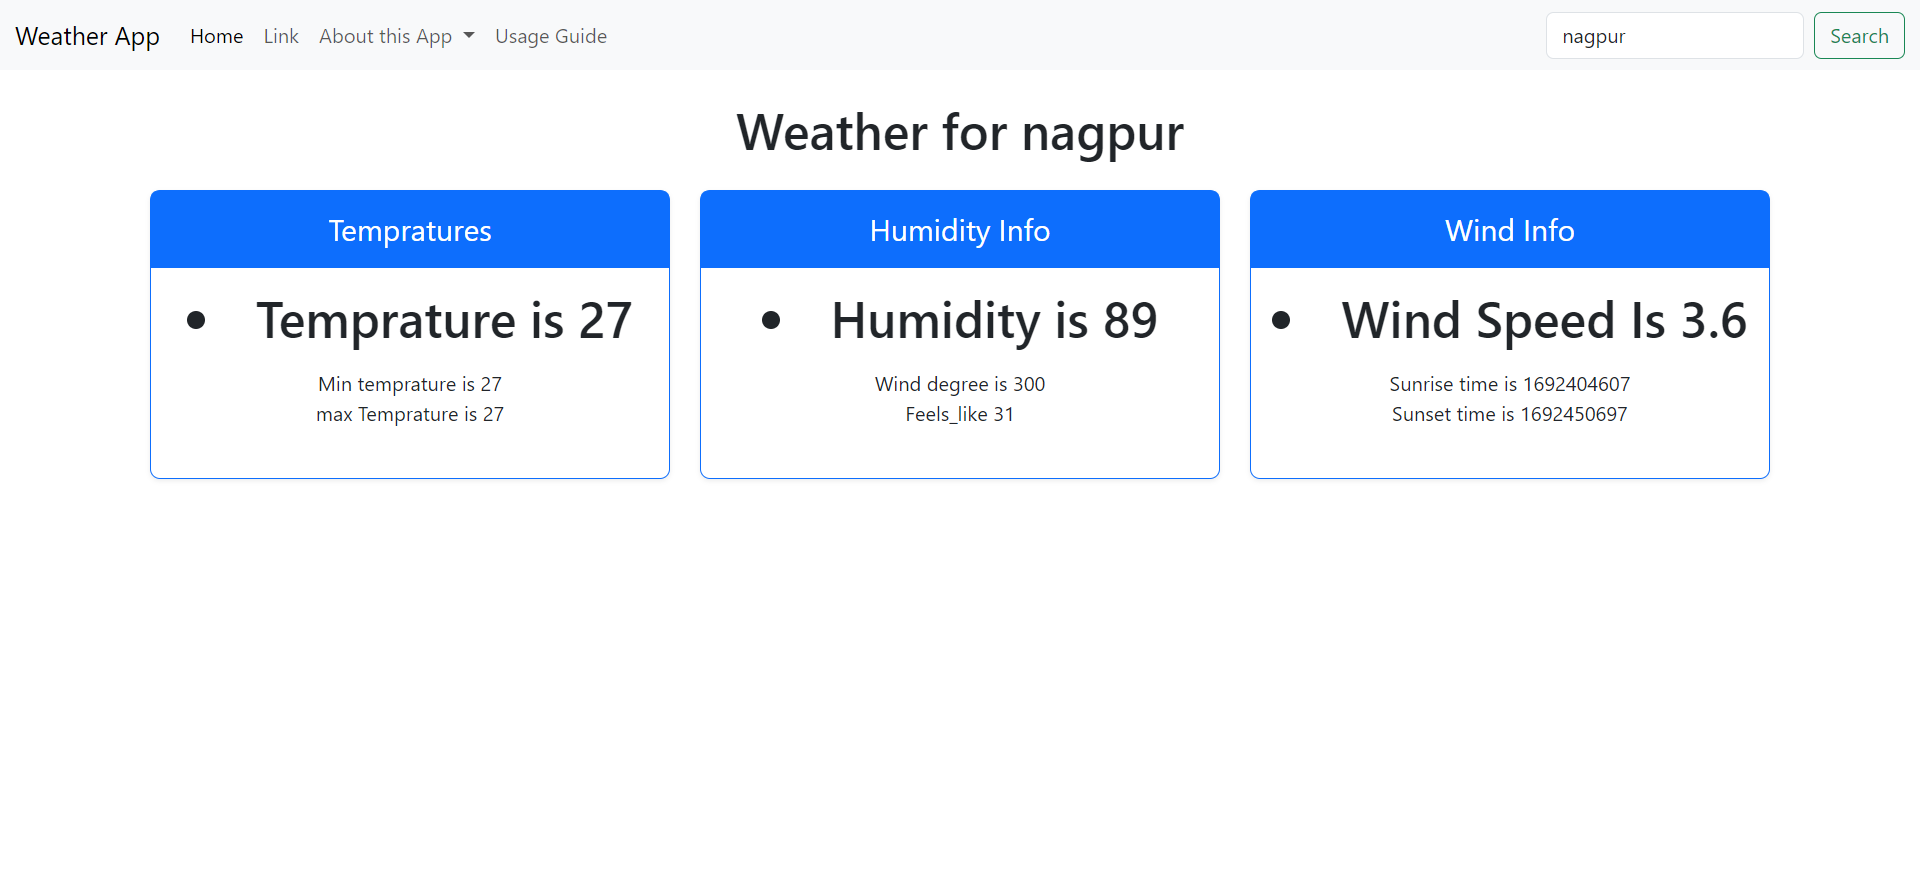 Weather App Home Link About this App Usage Guide nagpur Search
Weather for nagpur
Tempratures
Temprature is 27
Min temprature is 27
max Temprature is 27
Humidity Info
Humidity is 89
Wind degree is 300
Feels_like 31
Wind Info
Wind Speed Is 3.6
Sunrise time is 1692404607
Sunset time is 1692450697